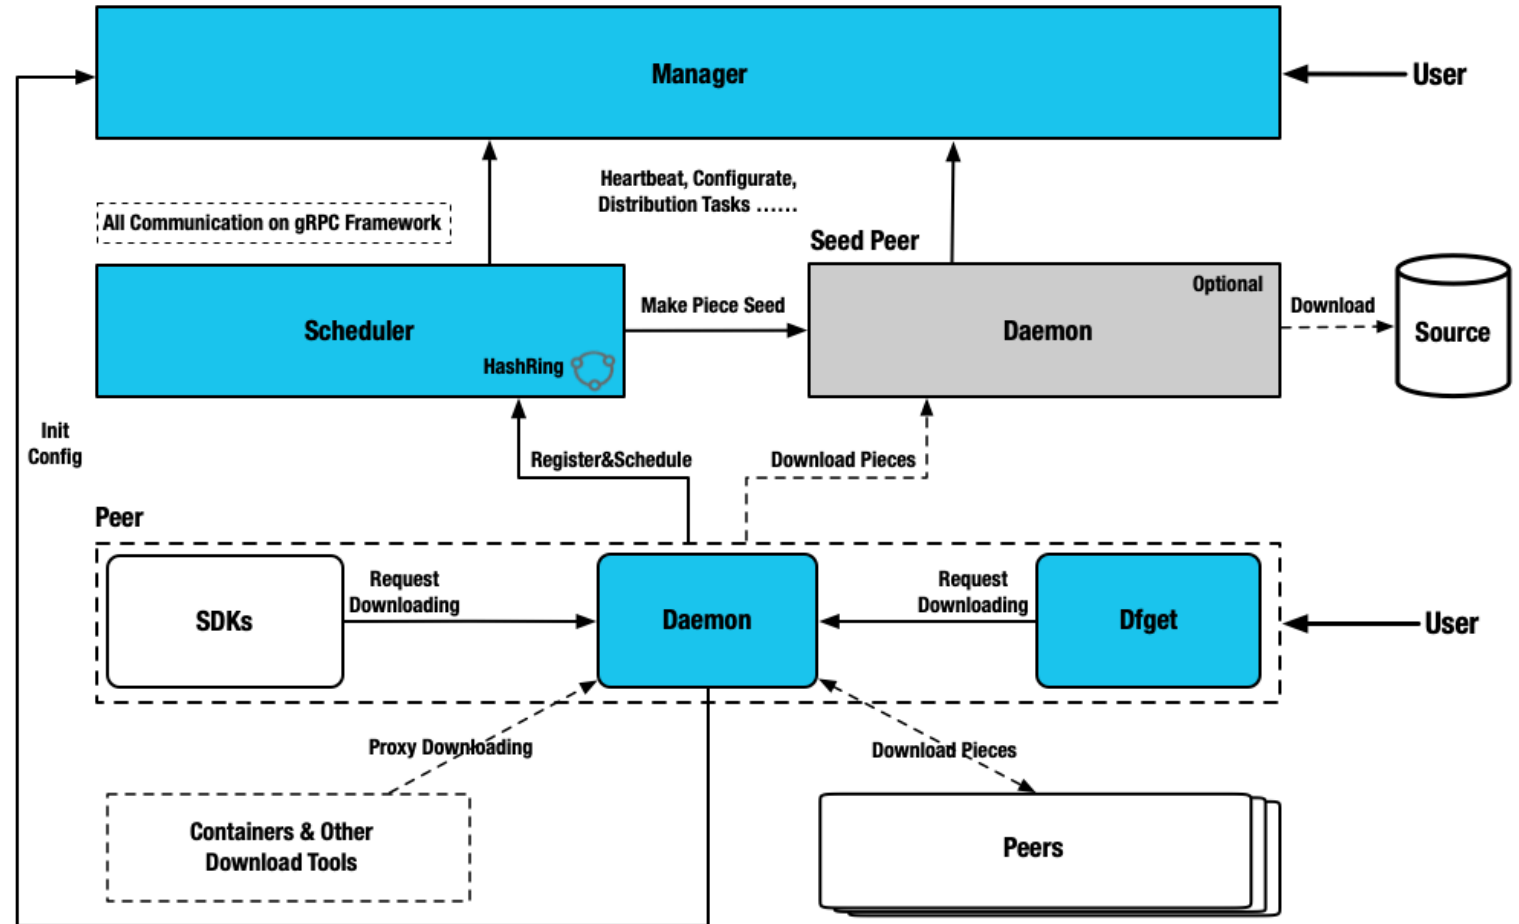 Manager
User
Heartbeat, Configurate,
Distribution Tasks ......
All Communication on gRPC Framework
Seed Peer
Optional
Scheduler
HashRing
Make Piece Seed
Daemon
Download
Source
Init
Config
Register&Schedule
Download Pieces
Peer
SDKs
Request
Downloading
Daemon
Request
Downloading
Dfget
User
Proxy Downloading
Download Pieces
Containers & Other
Download Tools
Peers